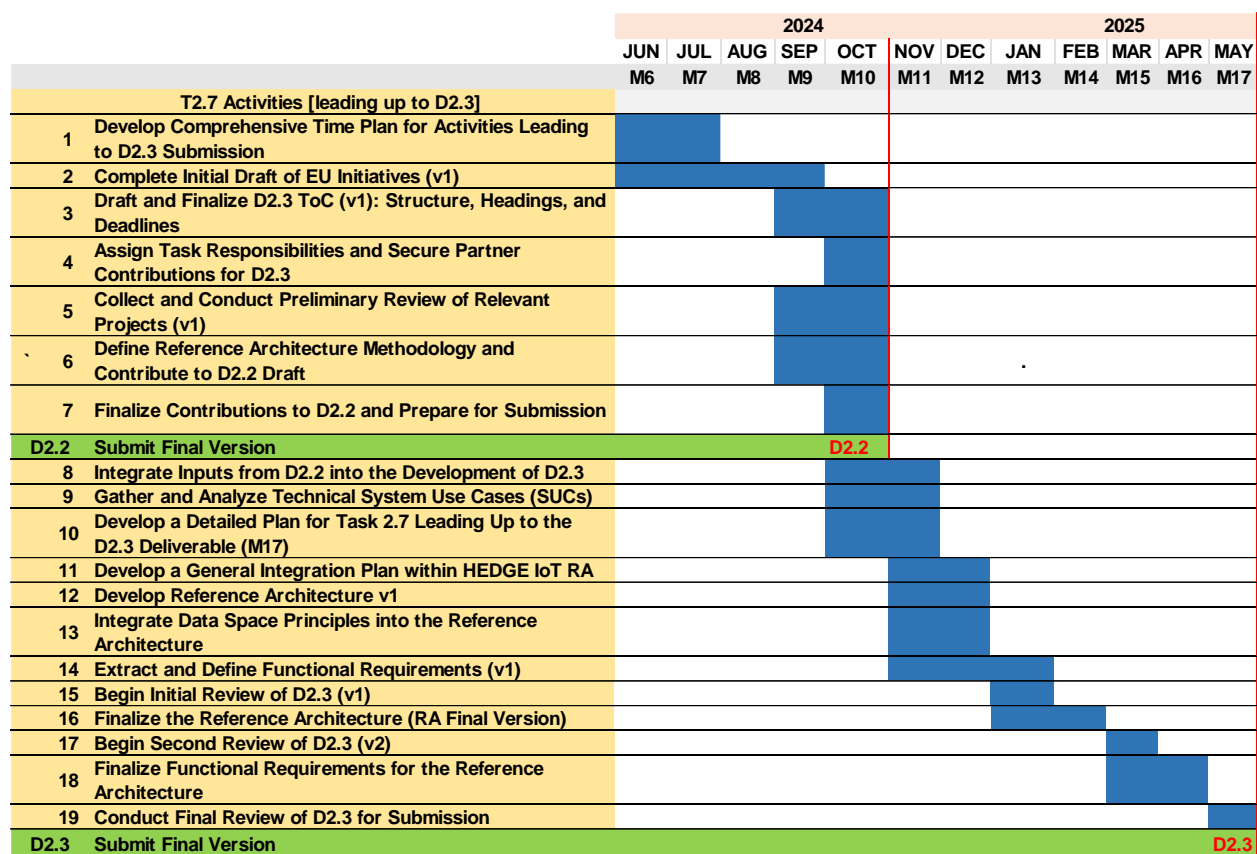 2024 2025
JUN JUL AUG SEP OCT NOV DEC JAN FEB MAR APR MAY
M6 M7 M8 M9 M10 M11 M12 M13 M14 M15 M16 M17
T2.7 Activities [leading up to D2.3]
1 Develop Comprehensive Time Plan for Activities Leading
to D2.3 Submission
2 Complete Initial Draft of EU Initiatives (v1)
3 Draft and Finalize D2.3 ToC (v1): Structure, Headings, and
Deadlines
4 Assign Task Responsibilities and Secure Partner
Contributions for D2.3
5 Collect and Conduct Preliminary Review of Relevant
Projects (v1)
` 6 Define Reference Architecture Methodology and
Contribute to D2.2 Draft .
7 Finalize Contributions to D2.2 and Prepare for Submission
D2.2 Submit Final Version D2.2
8 Integrate Inputs from D2.2 into the Development of D2.3
9 Gather and Analyze Technical System Use Cases (SUCs)
10 Develop a Detailed Plan for Task 2.7 Leading Up to the
D2.3 Deliverable (M17)
11 Develop a General Integration Plan within HEDGE IoT RA
12 Develop Reference Architecture v1
13 Integrate Data Space Principles into the Reference
Architecture
14 Extract and Define Functional Requirements (v1)
15 Begin Initial Review of D2.3 (v1)
16 Finalize the Reference Architecture (RA Final Version)
17 Begin Second Review of D2.3 (v2)
18 Finalize Functional Requirements for the Reference
Architecture
19 Conduct Final Review of D2.3 for Submission
D2.3 Submit Final Version D2.3